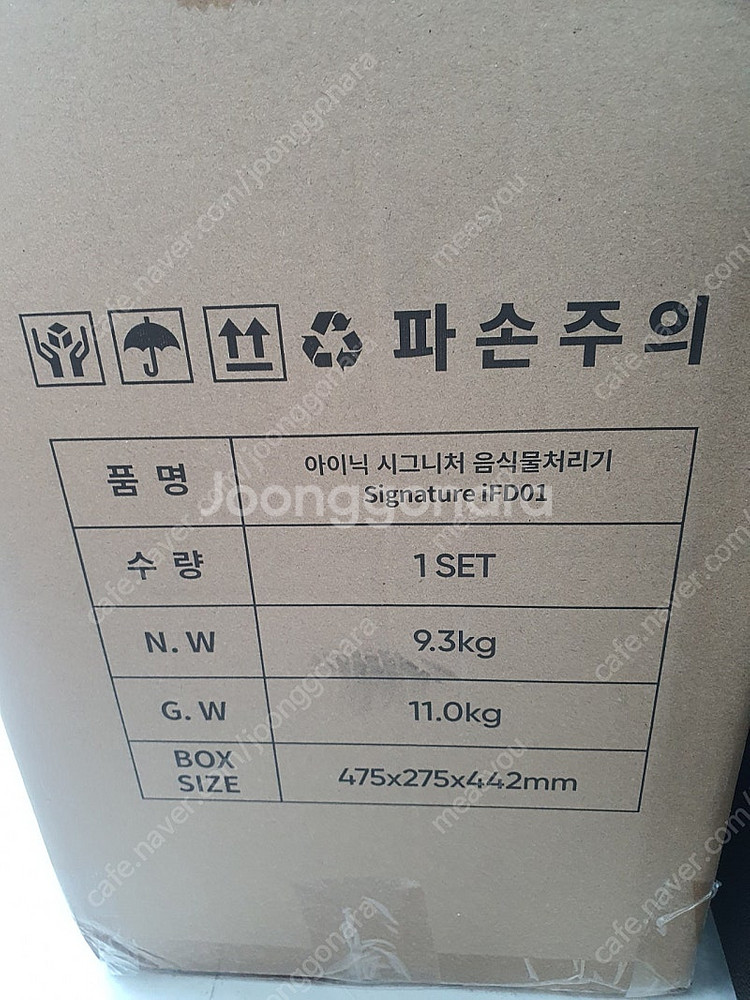 파손주의
품 명
아이닉 시그니처 음식물처리기
Signature iFD01
수 량
1 SET
N. W
9.3kg
G. W
11.0kg
BOX
SIZE
475x275x442mm
Joonggonara
cafe.naver.com/joonggonara
measyou